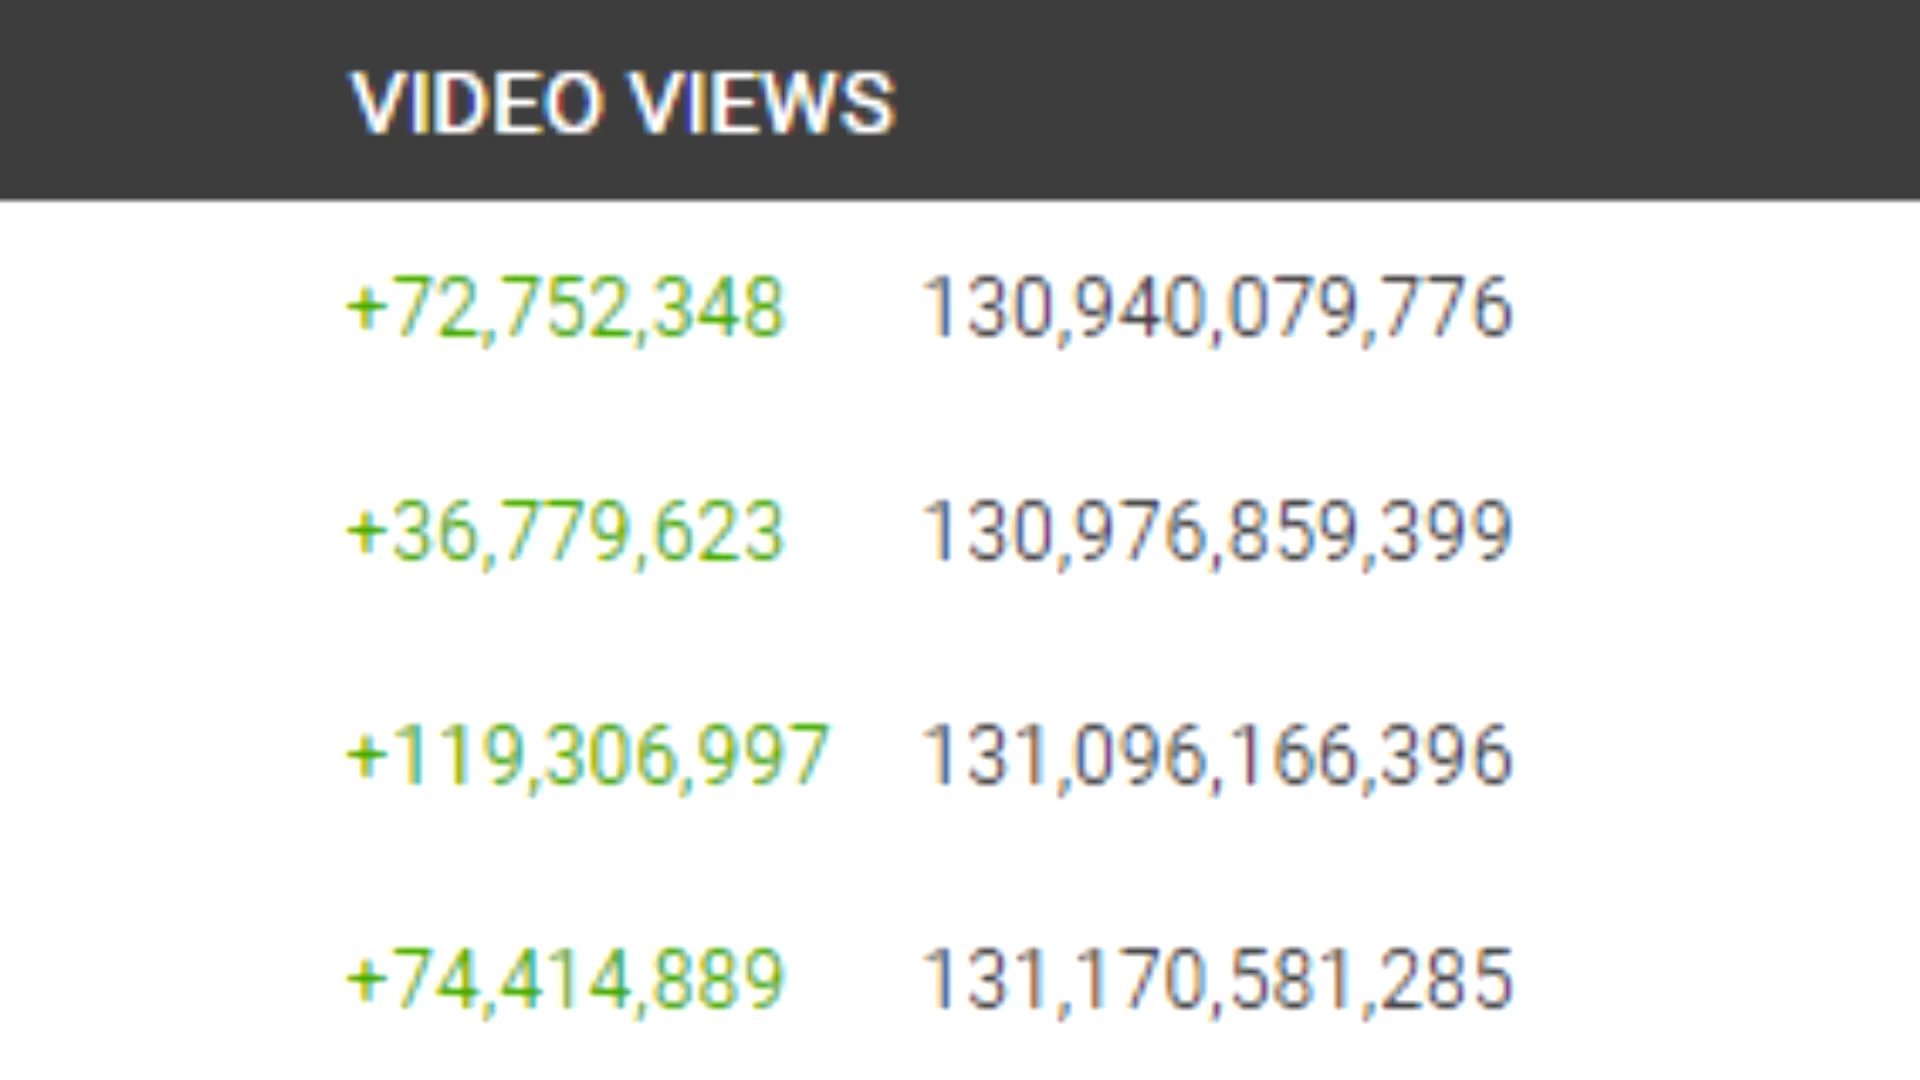 VIDEO VIEWS
+72,752,348 130,940,079,776
+36,779,623 130,976,859,399
+119,306,997 131,096,166,396
+74,414,889 131,170,581,285